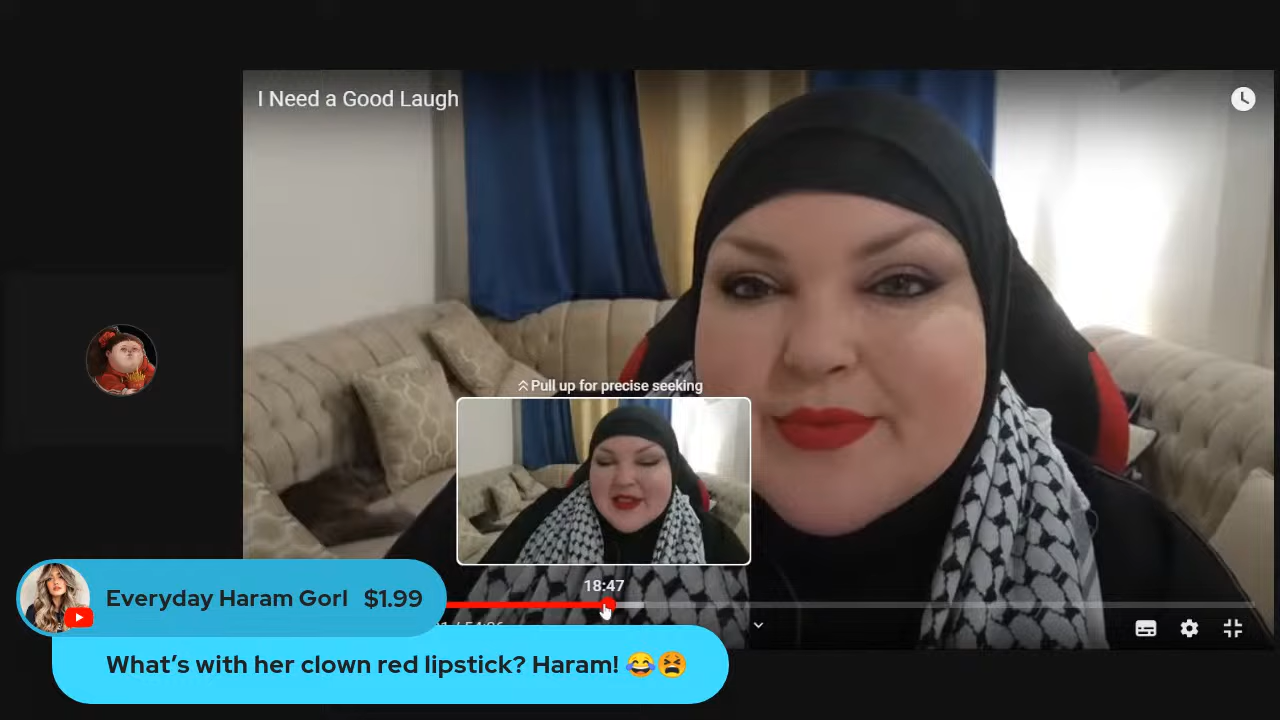 I Need a Good Laugh
Pull up for precise seeking
18:47
Everyday Haram Gorl $1.99
What's with her clown red lipstick? Haram! 😂😫